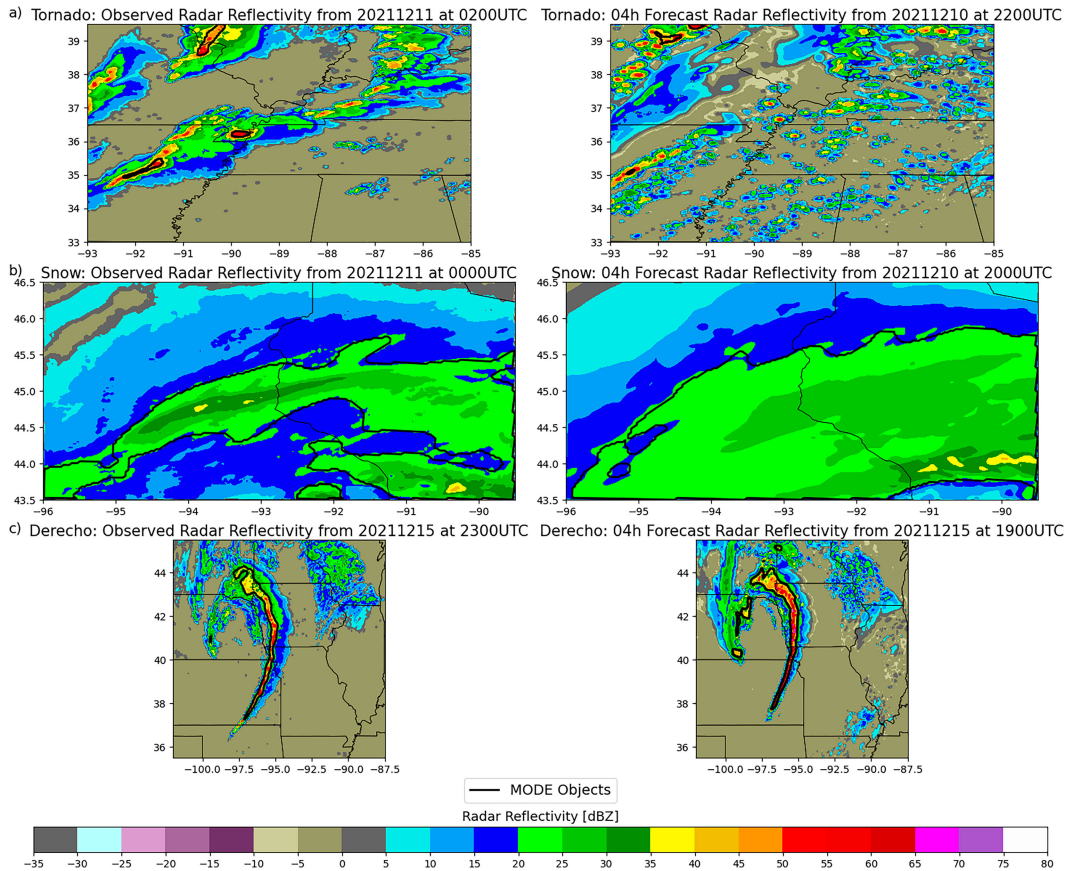 a) Tornado: Observed Radar Reflectivity from 20211211 at 0200UTC Tornado: 04h Forecast Radar Reflectivity from 20211210 at 2200UTC
39 39
38 38
37 37
36 36
35 35
34 34
33 33
−93 −92 −91 −90 −89 −88 −87 −86 −85 −93 −92 −91 −90 −89 −88 −87 −86 −85
b) Snow: Observed Radar Reflectivity from 20211211 at 0000UTC Snow: 04h Forecast Radar Reflectivity from 20211210 at 2000UTC
46.5 46.5
46.0 46.0
45.5 45.5
45.0 45.0
44.5 44.5
44.0 44.0
43.5 43.5
−96 −95 −94 −93 −92 −91 −90 −96 −95 −94 −93 −92 −91 −90
c) Derecho: Observed Radar Reflectivity from 20211215 at 2300UTC Derecho: 04h Forecast Radar Reflectivity from 20211215 at 1900UTC
44 44
42 42
40 40
38 38
36 36
−100.0 −97.5 −95.0 −92.5 −90.0 −87.5 −100.0 −97.5 −95.0 −92.5 −90.0 −87.5
MODE Objects
Radar Reflectivity [dBZ]
−35 −30 −25 −20 −15 −10 −5 0 5 10 15 20 25 30 35 40 45 50 55 60 65 70 75 80